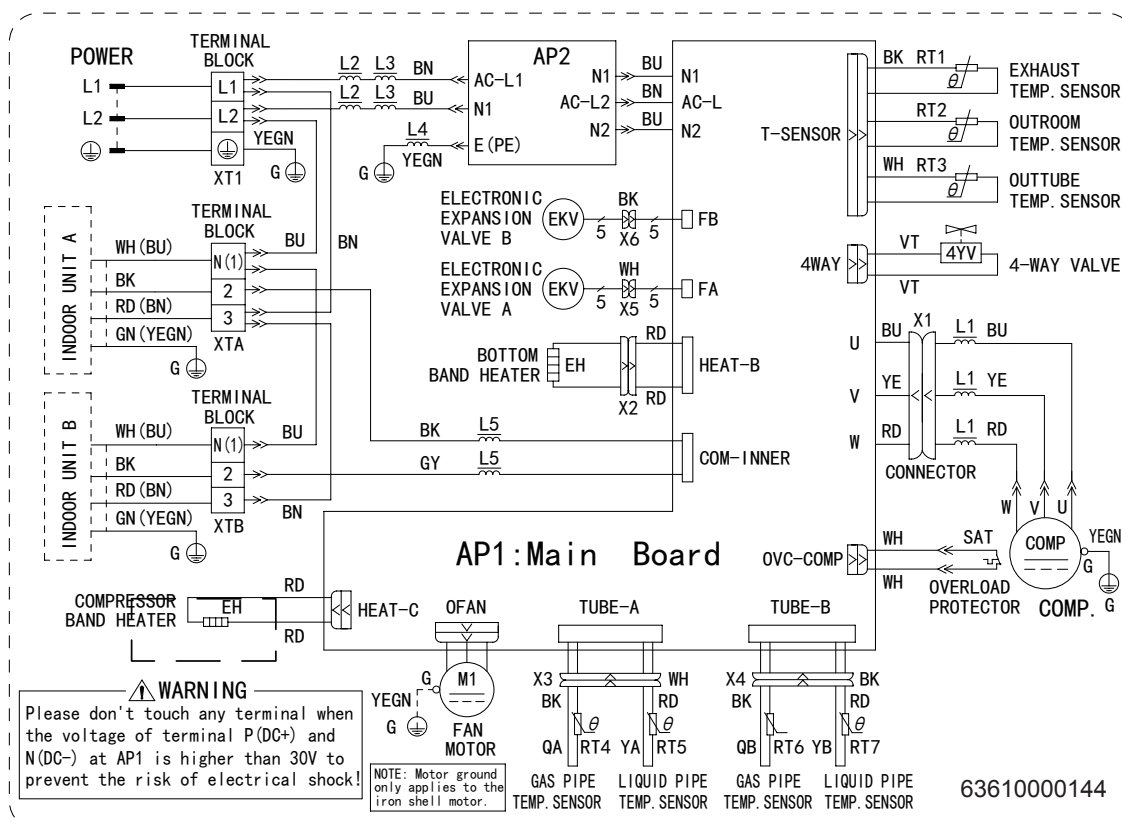 POWER
L1
L2
TERMINAL
BLOCK
L1
L2
XT1
YEGN
G
L2 L3 BN
L2 L3 BU
L4
YEGN
G
AP2
AC-L1
N1
E(PE)
N1
AC-L2
N2
BU
BN
BU
N1
AC-L
N2
T-SENSOR
BK RT1
θ
EXHAUST
TEMP. SENSOR
RT2
θ
OUTROOM
TEMP. SENSOR
WH RT3
θ
OUTTUBE
TEMP. SENSOR
INDOOR UNIT A
WH(BU)
BK
RD(BN)
GN(YEGN)
G
TERMINAL
BLOCK
N(1)
2
3
XTA
BU
BN
ELECTRONIC
EXPANSION
VALVE B
EKV
5
BK
X6
5
FB
ELECTRONIC
EXPANSION
VALVE A
EKV
5
WH
X5
5
FA
4WAY
VT
4YV
VT
4-WAY VALVE
BOTTOM
BAND HEATER
EH
X2
RD
RD
HEAT-B
U
V
W
BU
YE
RD
X1
CONNECTOR
L1 BU
L1 YE
L1 RD
INDOOR UNIT B
WH(BU)
BK
RD(BN)
GN(YEGN)
G
TERMINAL
BLOCK
N(1)
2
3
XTB
BU
BN
BK L5
GY L5
COM-INNER
W V U
COMP
YEGN
G
G
COMP.
AP1:Main Board
OVC-COMP
WH
WH
SAT
OVERLOAD
PROTECTOR
COMPRESSOR
BAND HEATER
EH
RD
RD
HEAT-C
OFAN
M1
G
YEGN
G
FAN
MOTOR
TUBE-A
X3 WH
BK RD
θ θ
QA RT4 YA RT5
GAS PIPE
TEMP. SENSOR
LIQUID PIPE
TEMP. SENSOR
TUBE-B
X4 BK
BK RD
θ θ
QB RT6 YB RT7
GAS PIPE
TEMP. SENSOR
LIQUID PIPE
TEMP. SENSOR
WARNING
Please don't touch any terminal when
the voltage of terminal P(DC+) and
N(DC-) at AP1 is higher than 30V to
prevent the risk of electrical shock!
NOTE: Motor ground
only applies to the
iron shell motor.
63610000144